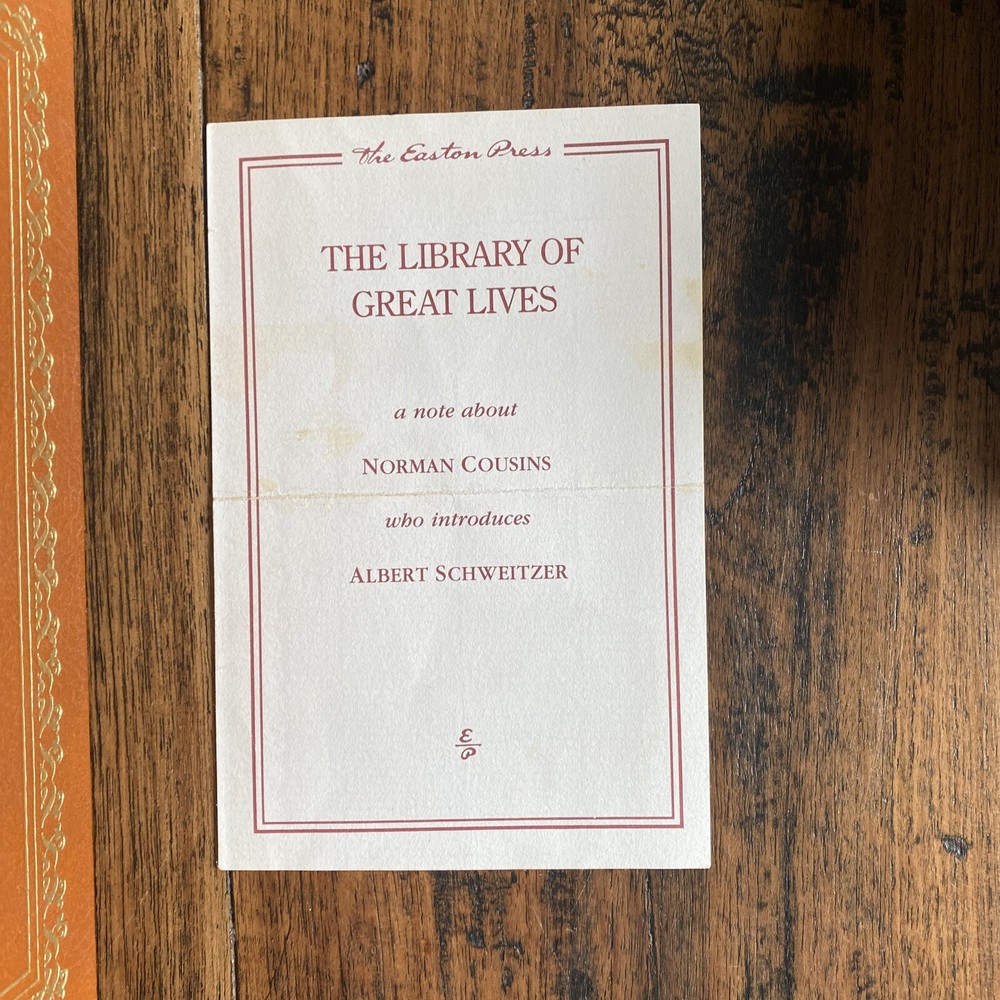 The Easton Press
THE LIBRARY OF
GREAT LIVES
a note about
NORMAN COUSINS
who introduces
ALBERT SCHWEITZER
E
P